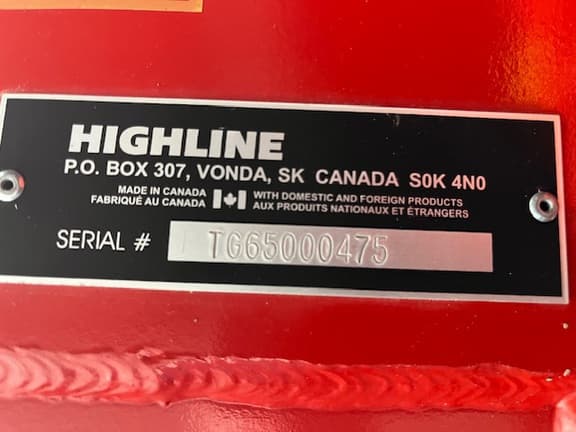 HIGHLINE
P.O. BOX 307, VONDA, SK CANADA S0K 4N0
MADE IN CANADA
FABRIQUÉ AU CANADA
WITH DOMESTIC AND FOREIGN PRODUCTS
AUX PRODUITS NATIONAUX ET ÉTRANGERS
SERIAL # TG65000475